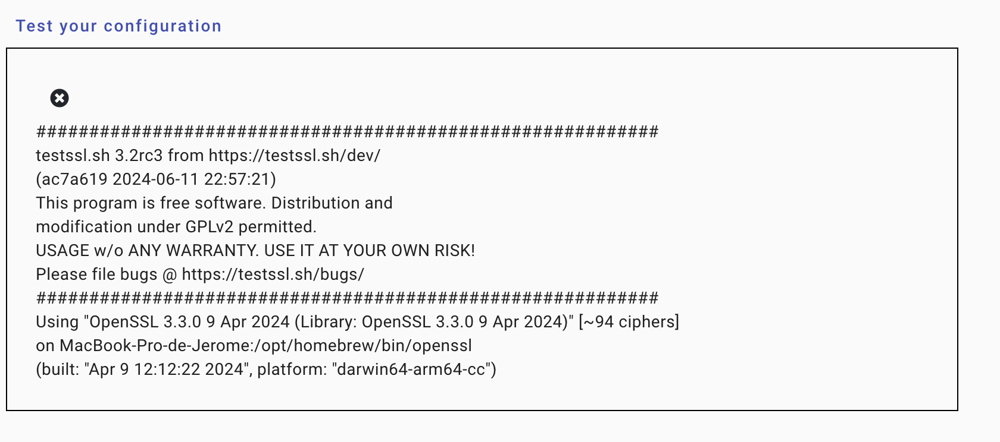 Test your configuration
###########################################################
testssl.sh 3.2rc3 from https://testssl.sh/dev/
(ac7a619 2024-06-11 22:57:21)
This program is free software. Distribution and
modification under GPLv2 permitted.
USAGE w/o ANY WARRANTY. USE IT AT YOUR OWN RISK!
Please file bugs @ https://testssl.sh/bugs/
###########################################################
Using "OpenSSL 3.3.0 9 Apr 2024 (Library: OpenSSL 3.3.0 9 Apr 2024)" [~94 ciphers]
on MacBook-Pro-de-Jerome:/opt/homebrew/bin/openssl
(built: "Apr 9 12:12:22 2024", platform: "darwin64-arm64-cc")